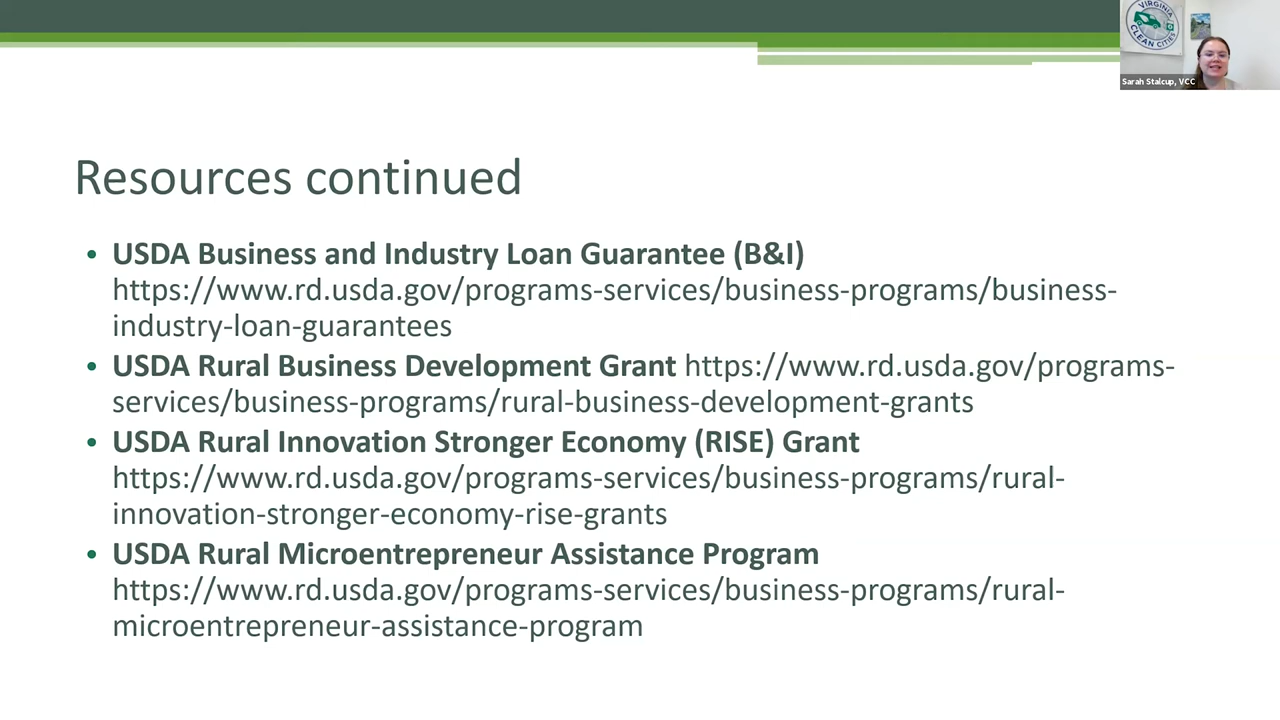 VIRGINIA
CLEAN CITIES
Sarah Stalcup, VCC
Resources continued
• USDA Business and Industry Loan Guarantee (B&I)
https://www.rd.usda.gov/programs-services/business-programs/business-
industry-loan-guarantees
• USDA Rural Business Development Grant https://www.rd.usda.gov/programs-
services/business-programs/rural-business-development-grants
• USDA Rural Innovation Stronger Economy (RISE) Grant
https://www.rd.usda.gov/programs-services/business-programs/rural-
innovation-stronger-economy-rise-grants
• USDA Rural Microentrepreneur Assistance Program
https://www.rd.usda.gov/programs-services/business-programs/rural-
microentrepreneur-assistance-program